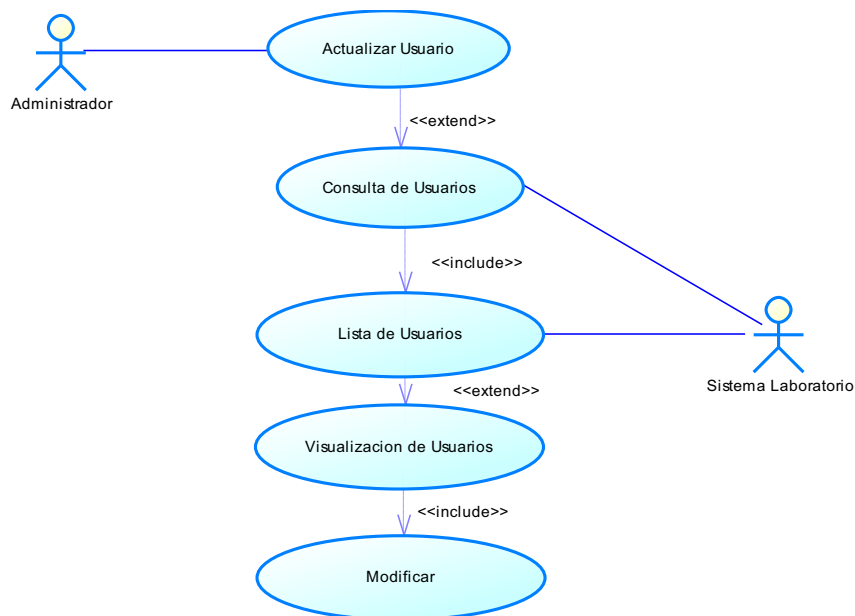 Actualizar Usuario
Administrador
<<extend>>
Consulta de Usuarios
<<include>>
Lista de Usuarios
Sistema Laboratorio
<<extend>>
Visualizacion de Usuarios
<<include>>
Modificar